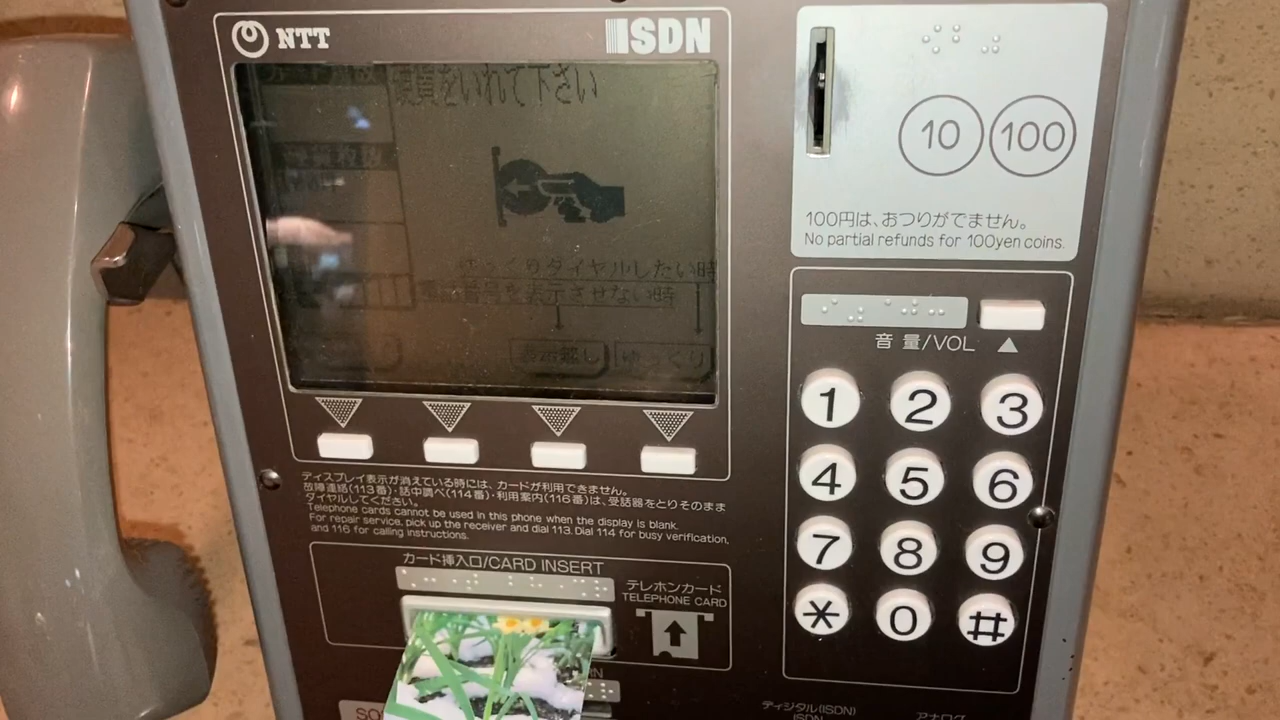 NTT
ISDN
硬貨をいれて下さい
ゆっくりダイヤルしたい時
番号を表示させない時
表示無し
ゆっくり
10
100
100円は、おつりがでません。
No partial refunds for 100yen coins.
音量/VOL
1 2 3
4 5 6
7 8 9
* 0 #
ディスプレイ表示が消えている時には、カードが利用できません。
故障連絡(113番)・話中調べ(114番)・利用案内(116番)は、受話器をとりそのまま
ダイヤルしてください。
Telephone cards cannot be used in this phone when the display is blank.
For repair service, pick up the receiver and dial 113. Dial 114 for busy verification,
and 116 for calling instructions.
カード挿入口/CARD INSERT
テレホンカード
TELEPHONE CARD
ディジタル(ISDN)
ISDN
アナログ